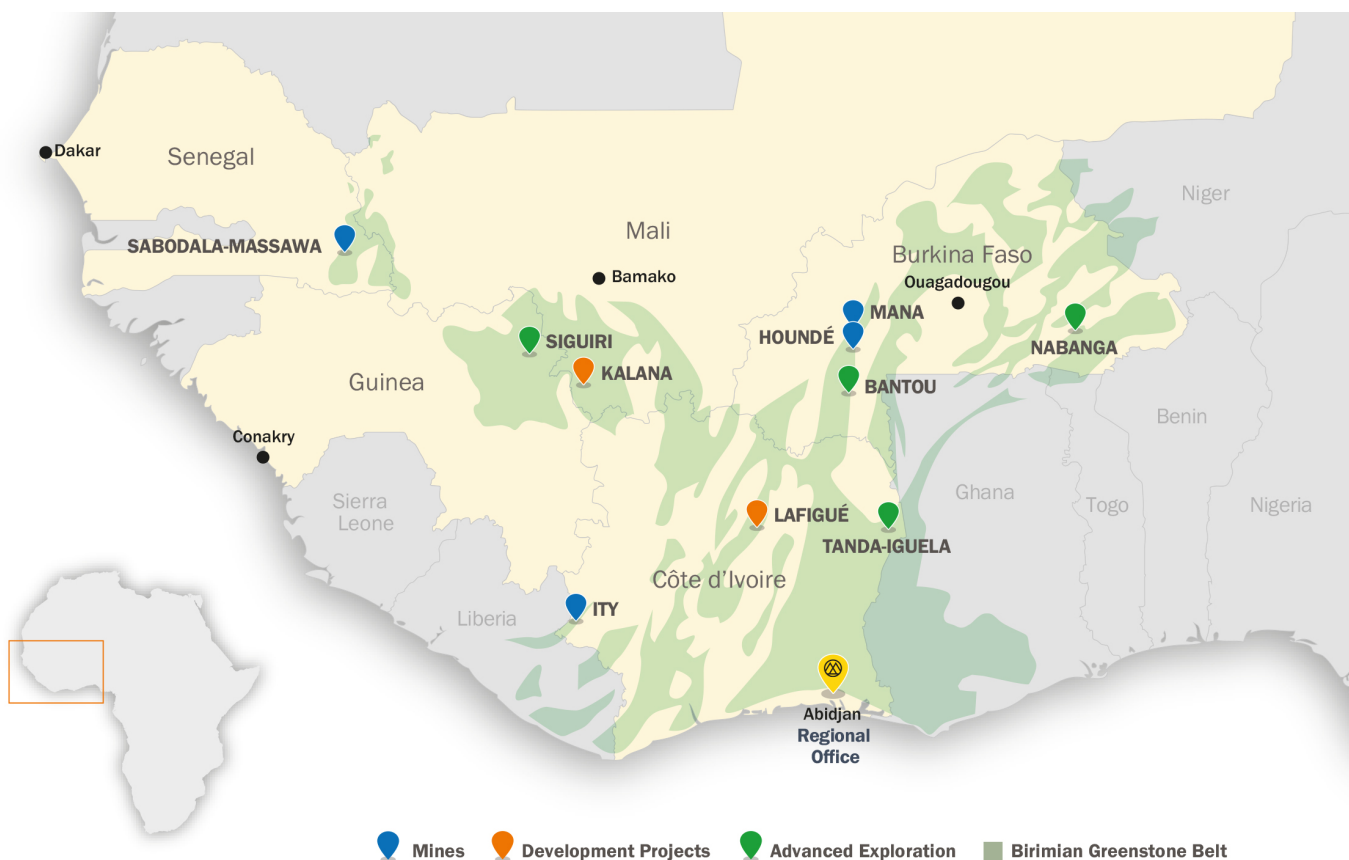 Dakar
Senegal
Niger
SABODALA-MASSAWA
Mali
Burkina Faso
Bamako
Ouagadougou
MANA
HOUNDÉ
SIGUIRI
NABANGA
KALANA
Guinea
BANTOU
Benin
Conakry
Sierra
Leone
Ghana
Togo
Nigeria
LAFIGUÉ
TANDA-IGUELA
Côte d'Ivoire
ITY
Liberia
Abidjan
Regional
Office
Mines
Development Projects
Advanced Exploration
Birimian Greenstone Belt